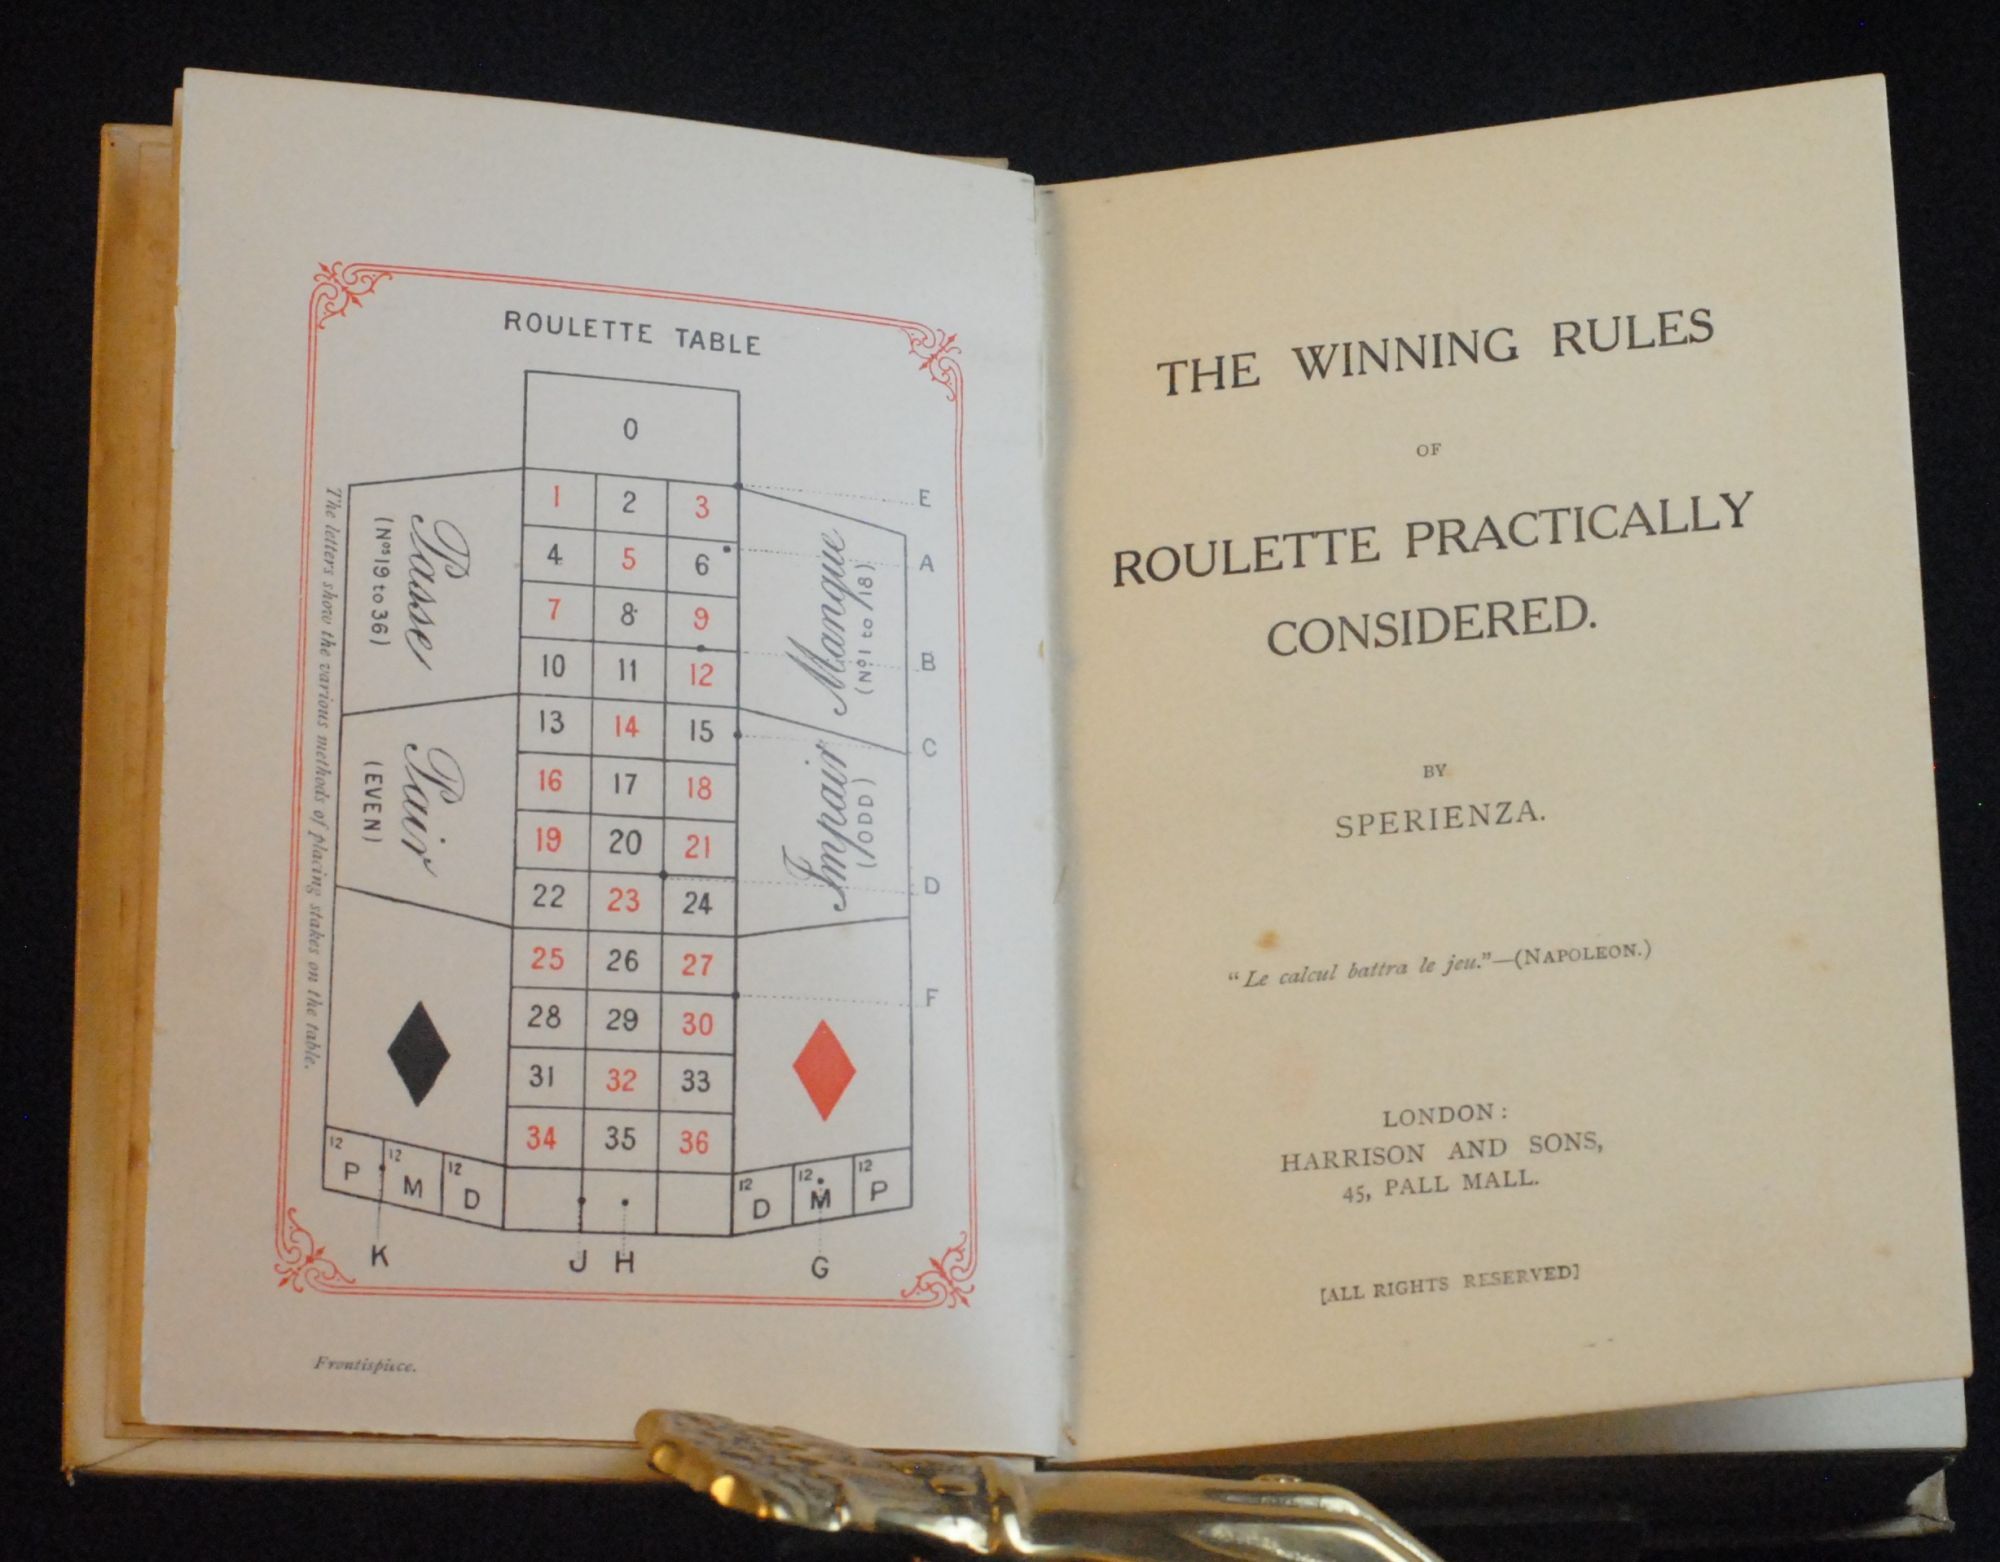 ROULETTE TABLE
0
1 2 3
4 5 6
7 8 9
10 11 12
13 14 15
16 17 18
19 20 21
22 23 24
25 26 27
28 29 30
31 32 33
34 35 36
Passe
(Nos 19 to 36)
Pair
(EVEN)
Manque
(No 1 to 18)
Impair
(ODD)
E
A
B
C
D
F
12 P 12 M 12 D
12 D 12 M 12 P
K J H G
The letters show the various methods of placing stakes on the table.
Frontispiece.
THE WINNING RULES
OF
ROULETTE PRACTICALLY
CONSIDERED.
BY
SPERIENZA.
"Le calcul battra le jeu."—(NAPOLEON.)
LONDON:
HARRISON AND SONS,
45, PALL MALL.
[ALL RIGHTS RESERVED]